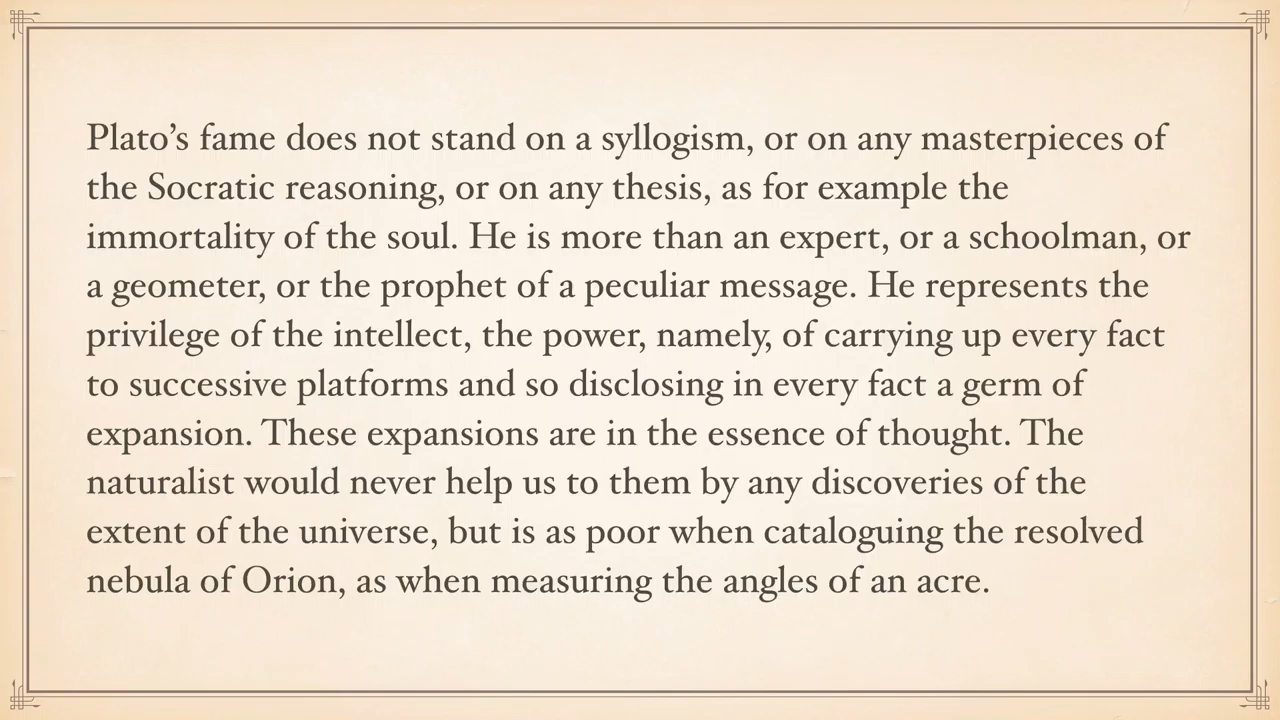 Plato’s fame does not stand on a syllogism, or on any masterpieces of
the Socratic reasoning, or on any thesis, as for example the
immortality of the soul. He is more than an expert, or a schoolman, or
a geometer, or the prophet of a peculiar message. He represents the
privilege of the intellect, the power, namely, of carrying up every fact
to successive platforms and so disclosing in every fact a germ of
expansion. These expansions are in the essence of thought. The
naturalist would never help us to them by any discoveries of the
extent of the universe, but is as poor when cataloguing the resolved
nebula of Orion, as when measuring the angles of an acre.